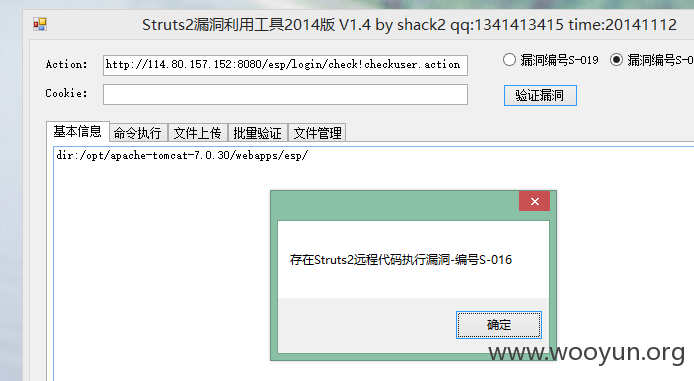 Struts2漏洞利用工具2014版 V1.4 by shack2 qq:1341413415 time:20141112
Action: http://114.80.157.152:8080/esp/login/check!checkuser.action 漏洞编号S-019 漏洞编号S-0
Cookie: 验证漏洞
基本信息 命令执行 文件上传 批量验证 文件管理
dir:/opt/apache-tomcat-7.0.30/webapps/esp/
存在Struts2远程代码执行漏洞-编号S-016
确定
www.wooyun.org